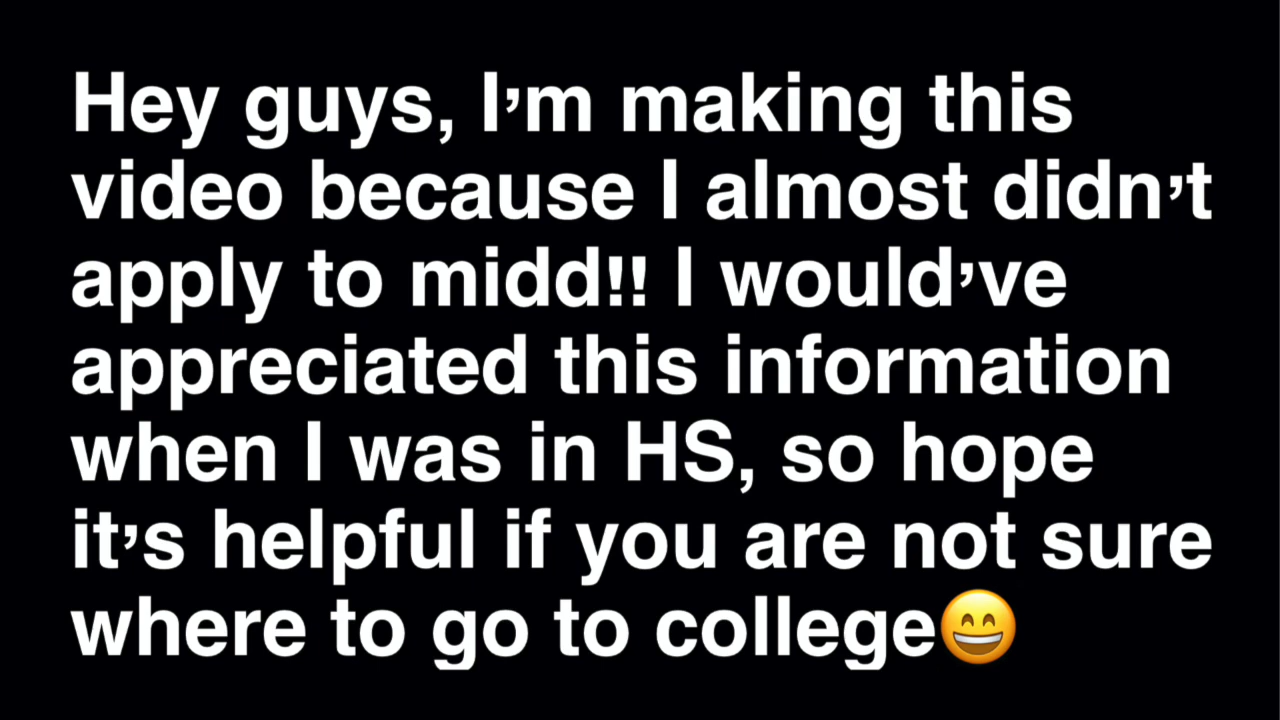 Hey guys, I’m making this
video because I almost didn’t
apply to midd!! I would’ve
appreciated this information
when I was in HS, so hope
it’s helpful if you are not sure
where to go to college😄